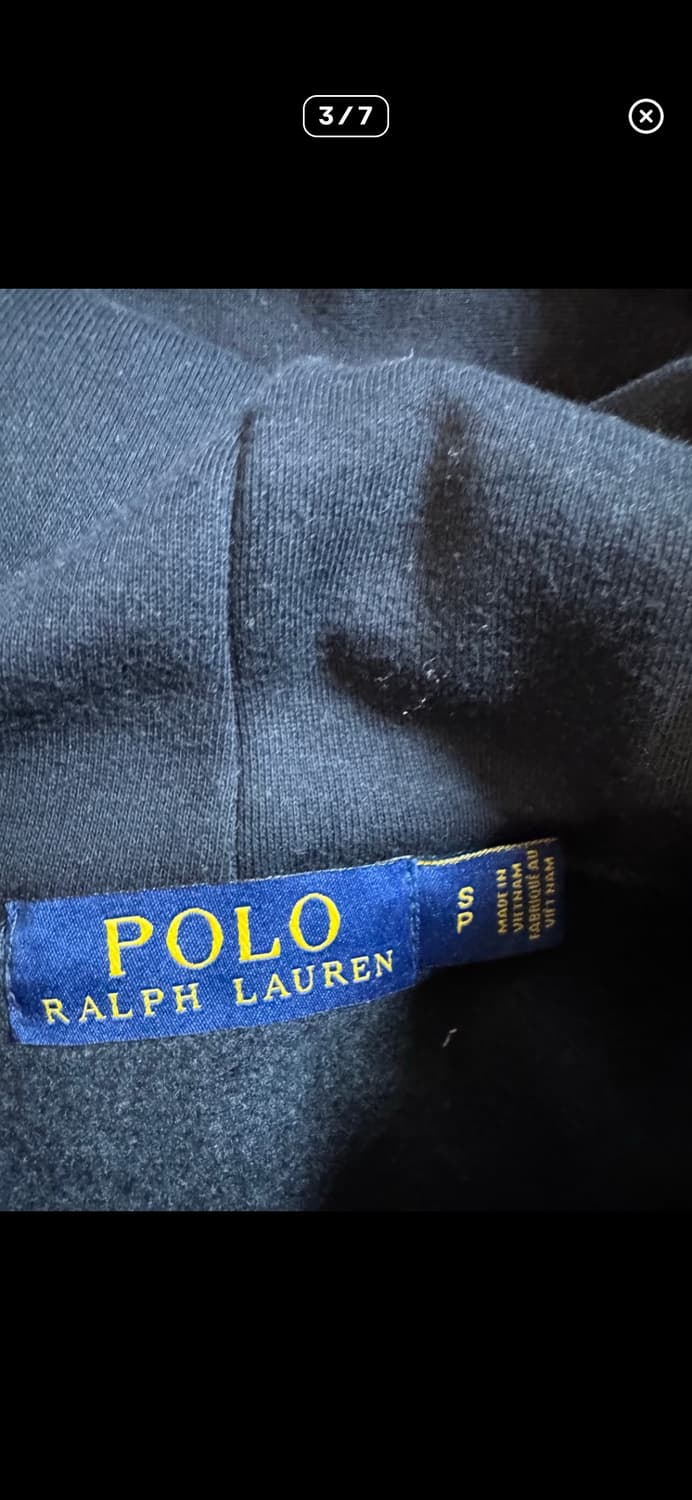 3/7
POLO
RALPH LAUREN
S
P
MADE IN
VIETNAM
FABRIQUÉ AU
VIET NAM